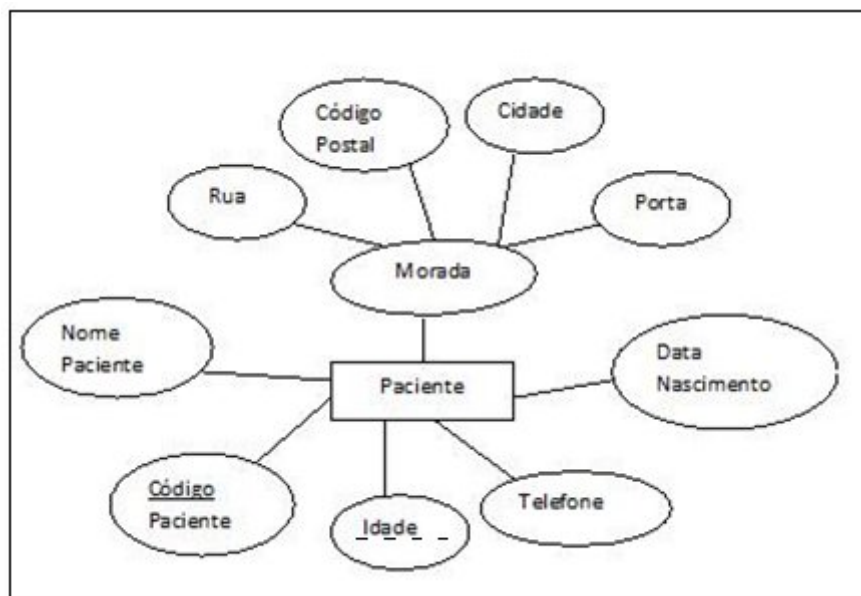 Código
Postal
Cidade
Rua
Porta
Morada
Nome
Paciente
Data
Nascimento
Paciente
Código
Paciente
Idade
Telefone